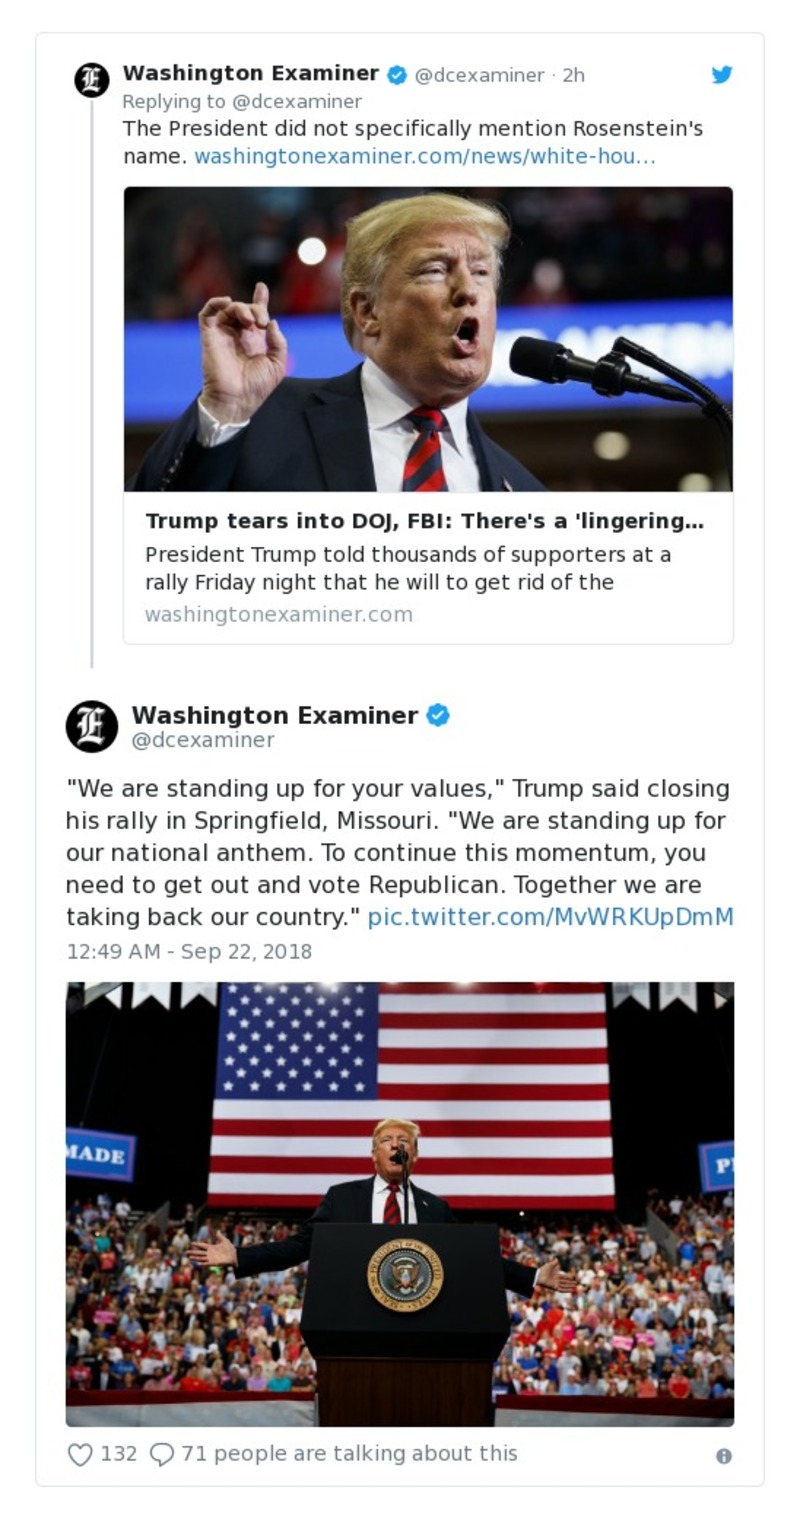 Washington Examiner @dcexaminer · 2h
Replying to @dcexaminer
The President did not specifically mention Rosenstein's
name. washingtonexaminer.com/news/white-hou…
Trump tears into DOJ, FBI: There's a 'lingering...
President Trump told thousands of supporters at a
rally Friday night that he will to get rid of the
washingtonexaminer.com
Washington Examiner
@dcexaminer
"We are standing up for your values," Trump said closing
his rally in Springfield, Missouri. "We are standing up for
our national anthem. To continue this momentum, you
need to get out and vote Republican. Together we are
taking back our country." pic.twitter.com/MvWRKUpDmM
12:49 AM - Sep 22, 2018
MADE
132 71 people are talking about this